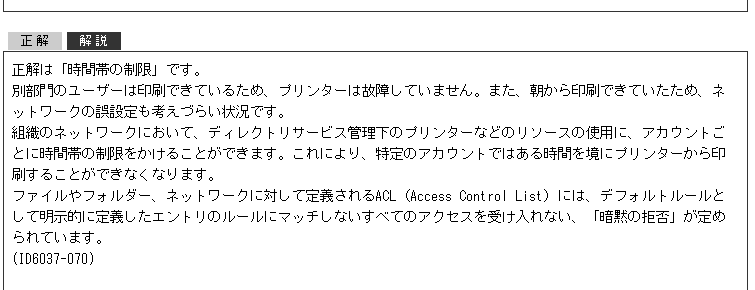 正解 解説
正解は「時間帯の制限」です。
別部門のユーザーは印刷できているため、プリンターは故障していません。また、朝から印刷できていたため、ネ
ットワークの誤設定も考えづらい状況です。
組織のネットワークにおいて、ディレクトリサービス管理下のプリンターなどのリソースの使用に、アカウントご
とに時間帯の制限をかけることができます。これにより、特定のアカウントではある時間を境にプリンターから印
刷することができなくなります。
ファイルやフォルダー、ネットワークに対して定義されるACL (Access Control List) には、デフォルトルールと
して明示的に定義したエントリのルールにマッチしないすべてのアクセスを受け入れない、「暗黙の拒否」が定め
られています。
(ID6037-070)